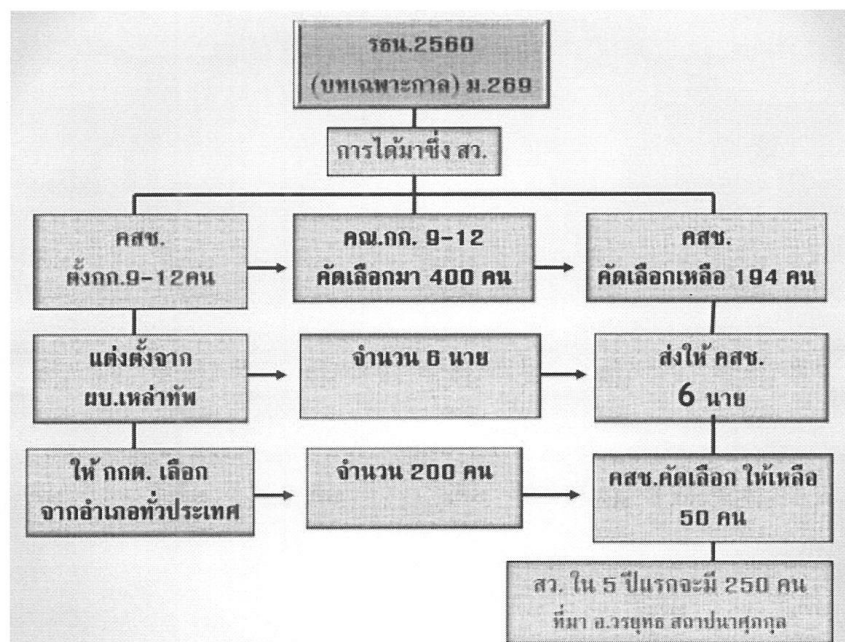 รธน.2560
(บทเฉพาะกาล) ม.269
การได้มาซึ่ง สว.
คสช.
ตั้งกก.9-12คน
คณ.กก. 9-12
คัดเลือกมา 400 คน
คสช.
คัดเลือกเหลือ 194 คน
แต่งตั้งจาก
ผบ.เหล่าทัพ
จำนวน 6 นาย
ส่งให้ คสช.
6 นาย
ให้ กกต. เลือก
จากอำเภอทั่วประเทศ
จำนวน 200 คน
คสช.คัดเลือก ให้เหลือ
50 คน
สว. ใน 5 ปีแรกจะมี 250 คน
ที่มา อ.วรยุทธ สถาปนาศุภกุล